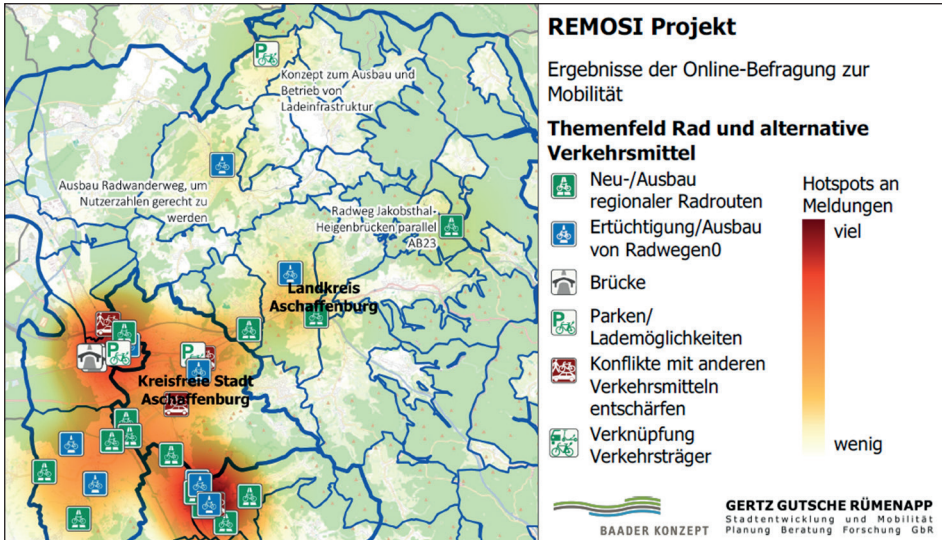 Konzept zum Ausbau und
Betrieb von
Ladeinfrastruktur
Ausbau Radwanderweg, um
Nutzerzahlen gerecht zu
werden
Radweg Jakobsthal-
Heigenbrücken parallel
AB23
Landkreis
Aschaffenburg
Kreisfreie Stadt
Aschaffenburg
REMOSI Projekt
Ergebnisse der Online-Befragung zur
Mobilität
Themenfeld Rad und alternative
Verkehrsmittel
Neu-/Ausbau
regionaler Radrouten
Ertüchtigung/Ausbau
von Radwegen0
Brücke
Parken/
Lademöglichkeiten
Konflikte mit anderen
Verkehrsmitteln
entschärfen
Verknüpfung
Verkehrsträger
Hotspots an
Meldungen
viel
wenig
BAADER KONZEPT
GERTZ GUTSCHE RÜMENAPP
Stadtentwicklung und Mobilität
Planung Beratung Forschung GbR